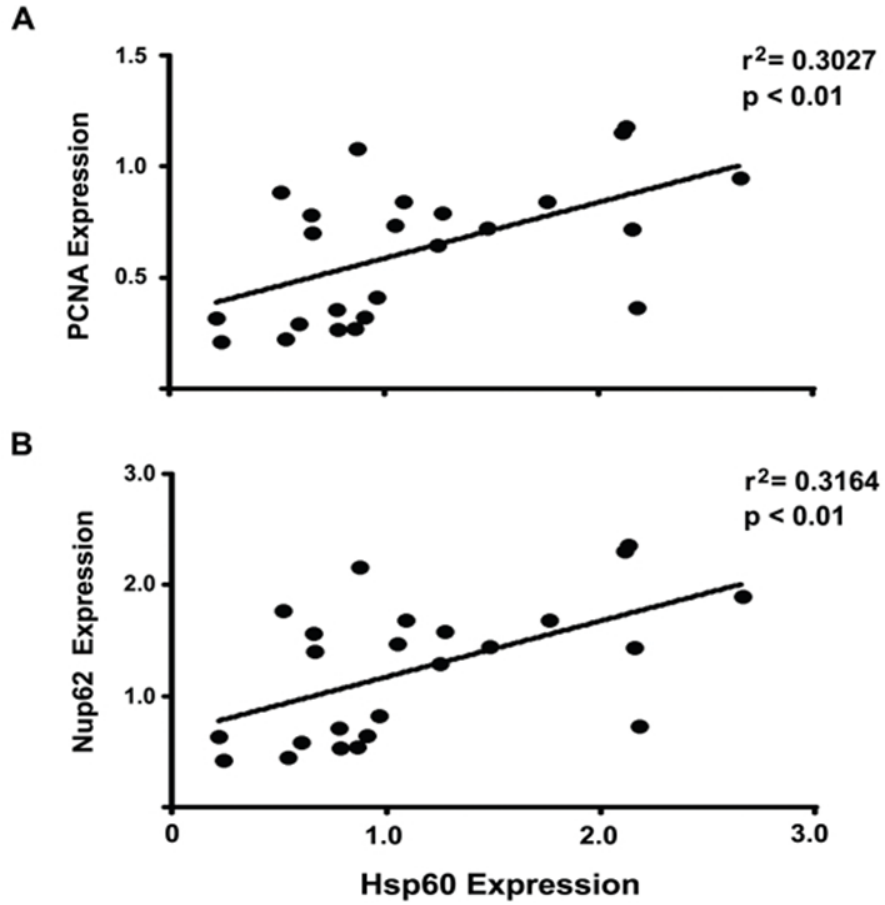 A
1.5
r²= 0.3027
p < 0.01
1.0
PCNA Expression
0.5
B
3.0
r²= 0.3164
p < 0.01
2.0
Nup62 Expression
1.0
0 1.0 2.0 3.0
Hsp60 Expression